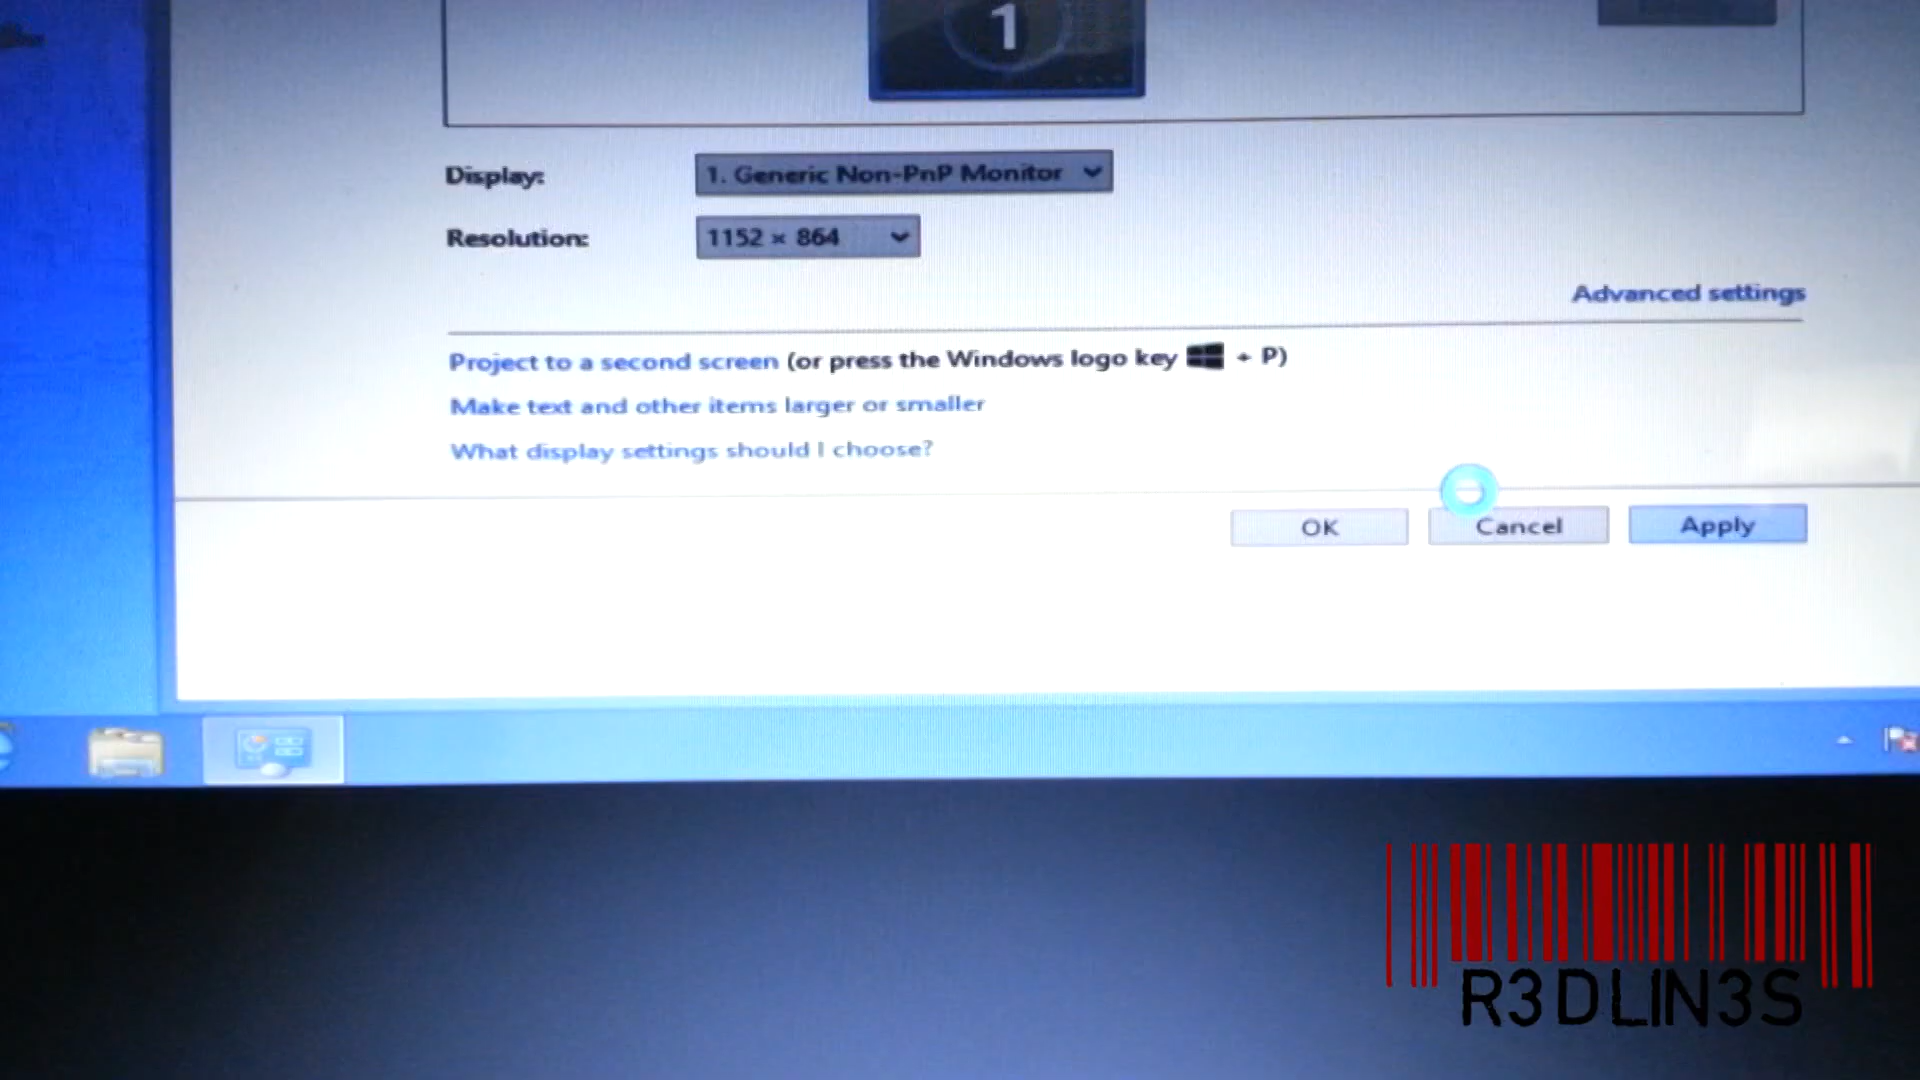 1
Display:
1. Generic Non-PnP Monitor
Resolution:
1152 × 864
Advanced settings
Project to a second screen (or press the Windows logo key + P)
Make text and other items larger or smaller
What display settings should I choose?
OK Cancel Apply
R3DLIN3S